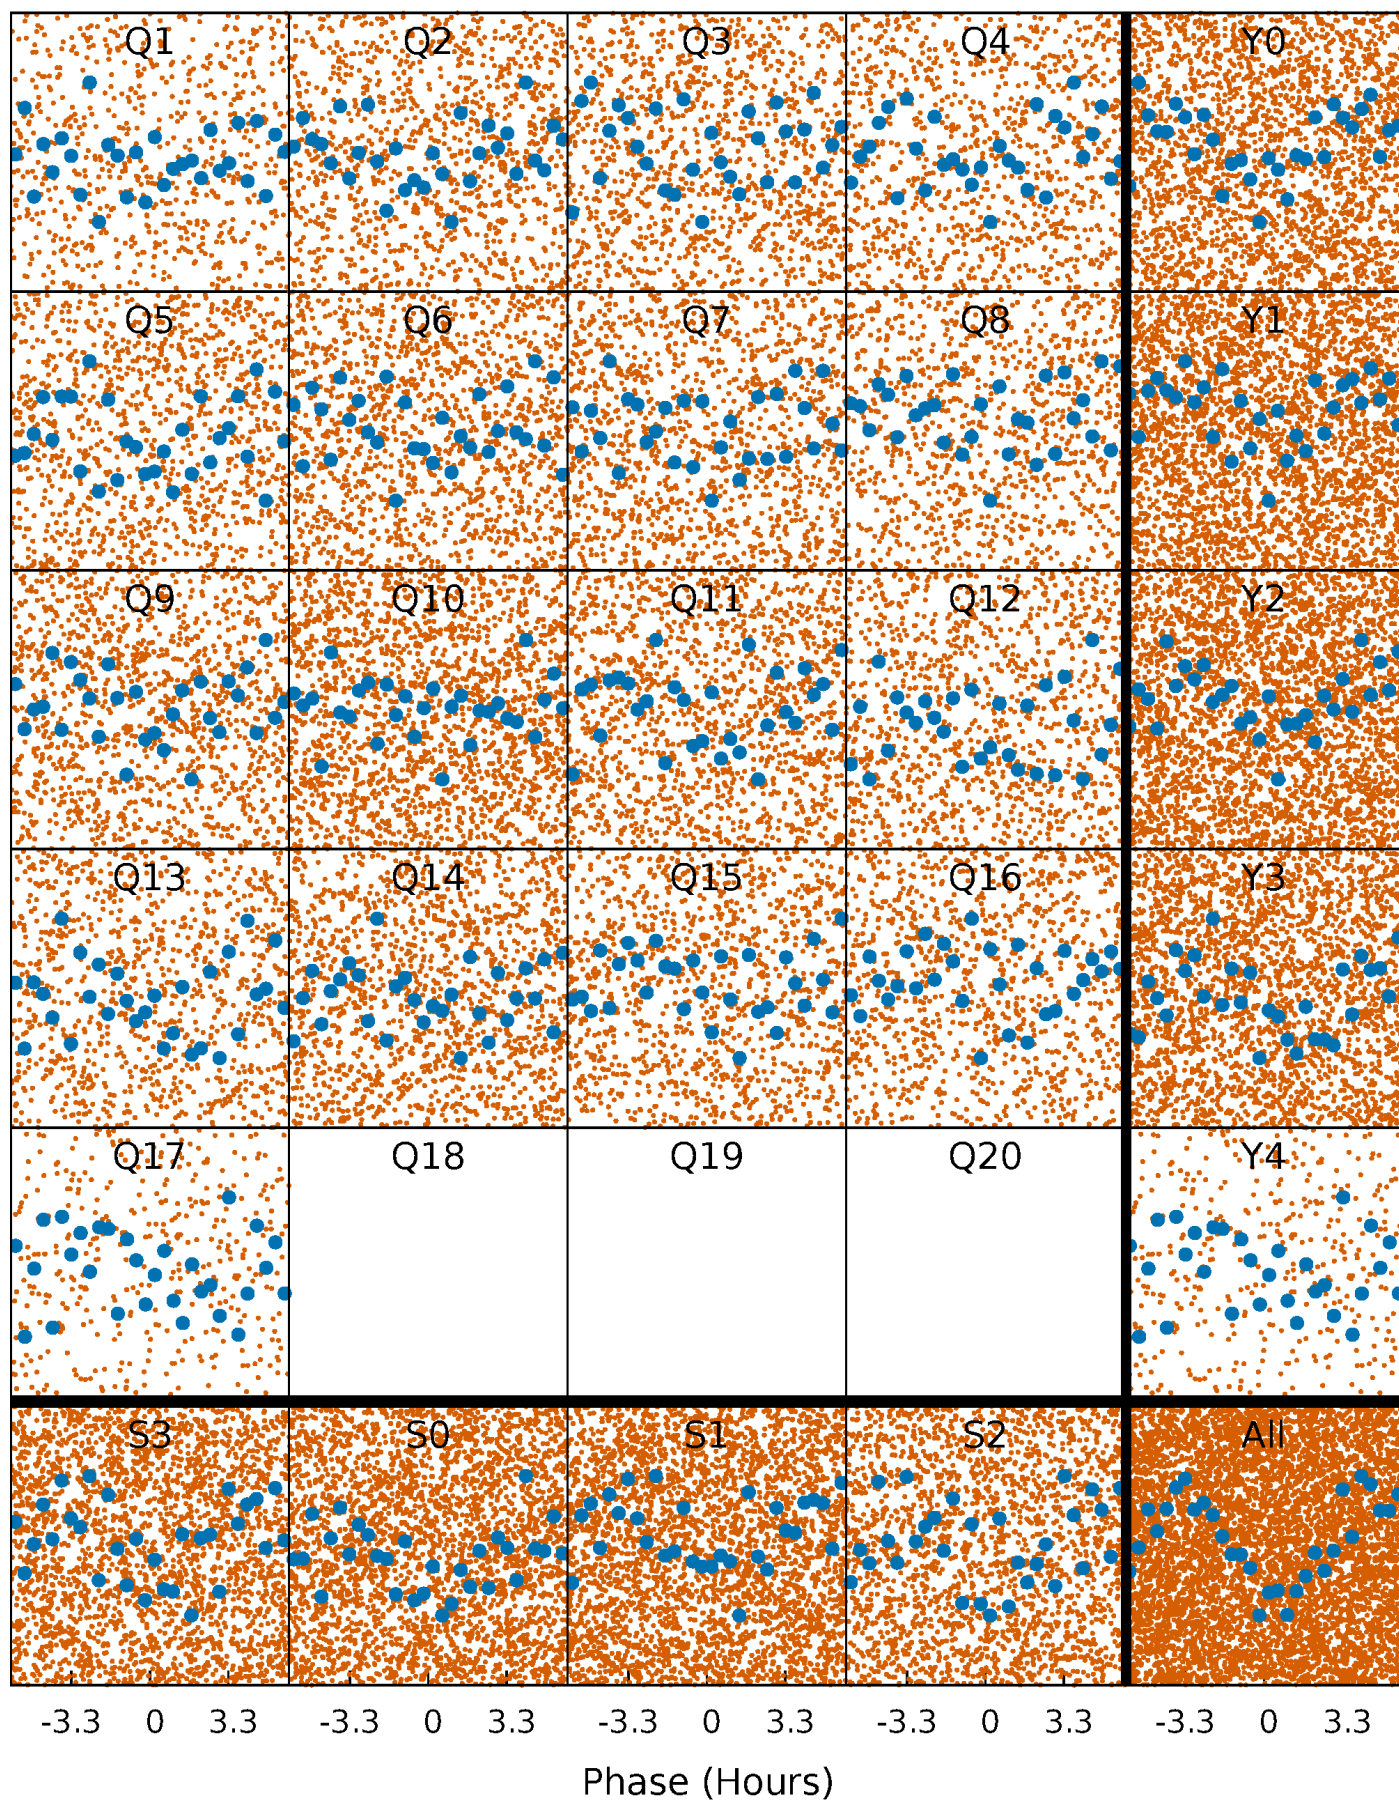 Q1 Q2 Q3 Q4 Y0
Q5 Q6 Q7 Q8 Y1
Q9 Q10 Q11 Q12 Y2
Q13 Q14 Q15 Q16 Y3
Q17 Q18 Q19 Q20 Y4
S3 S0 S1 S2 All
-3.3 0 3.3 -3.3 0 3.3 -3.3 0 3.3 -3.3 0 3.3 -3.3 0 3.3
Phase (Hours)